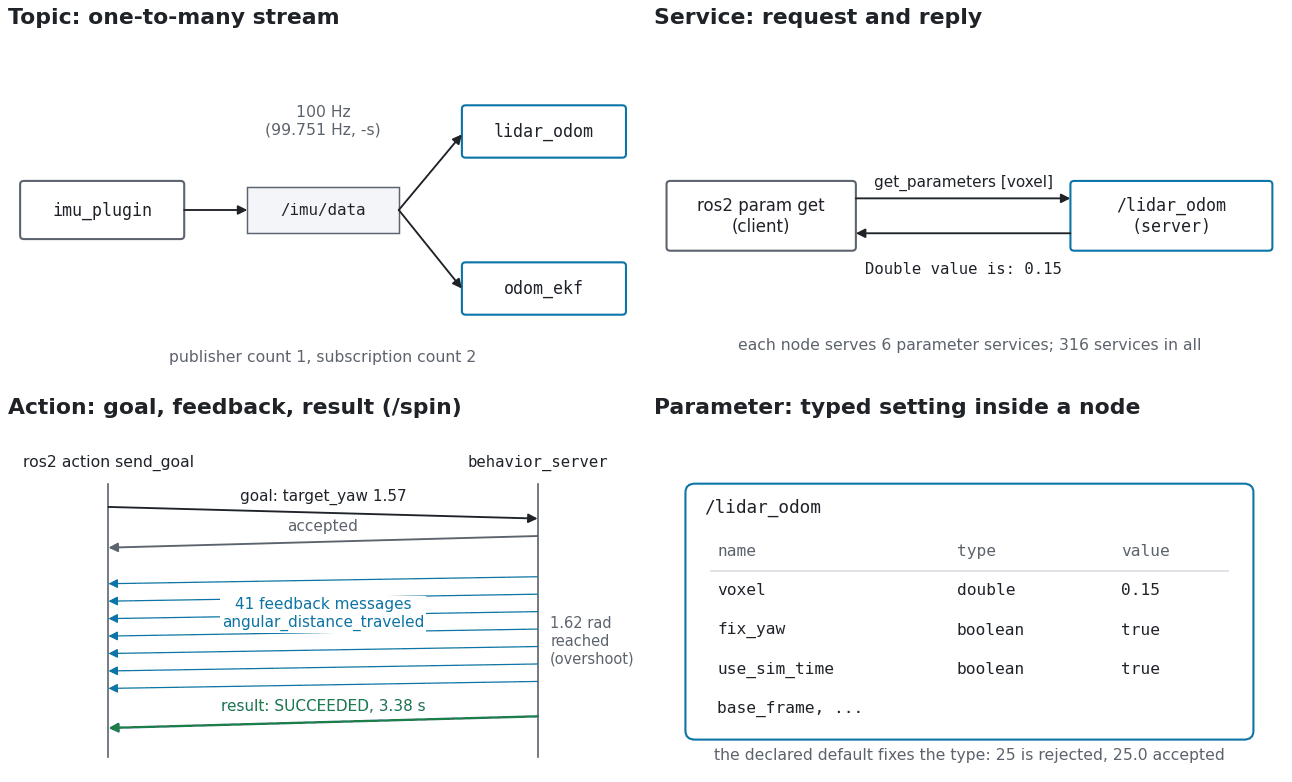 Topic: one-to-many stream
100 Hz
(99.751 Hz, -s)
imu_plugin
/imu/data
lidar_odom
odom_ekf
publisher count 1, subscription count 2
Service: request and reply
ros2 param get
(client)
get_parameters [voxel]
/lidar_odom
(server)
Double value is: 0.15
each node serves 6 parameter services; 316 services in all
Action: goal, feedback, result (/spin)
ros2 action send_goal
behavior_server
goal: target_yaw 1.57
accepted
41 feedback messages
angular_distance_traveled
1.62 rad
reached
(overshoot)
result: SUCCEEDED, 3.38 s
Parameter: typed setting inside a node
/lidar_odom
name type value
voxel double 0.15
fix_yaw boolean true
use_sim_time boolean true
base_frame, ...
the declared default fixes the type: 25 is rejected, 25.0 accepted